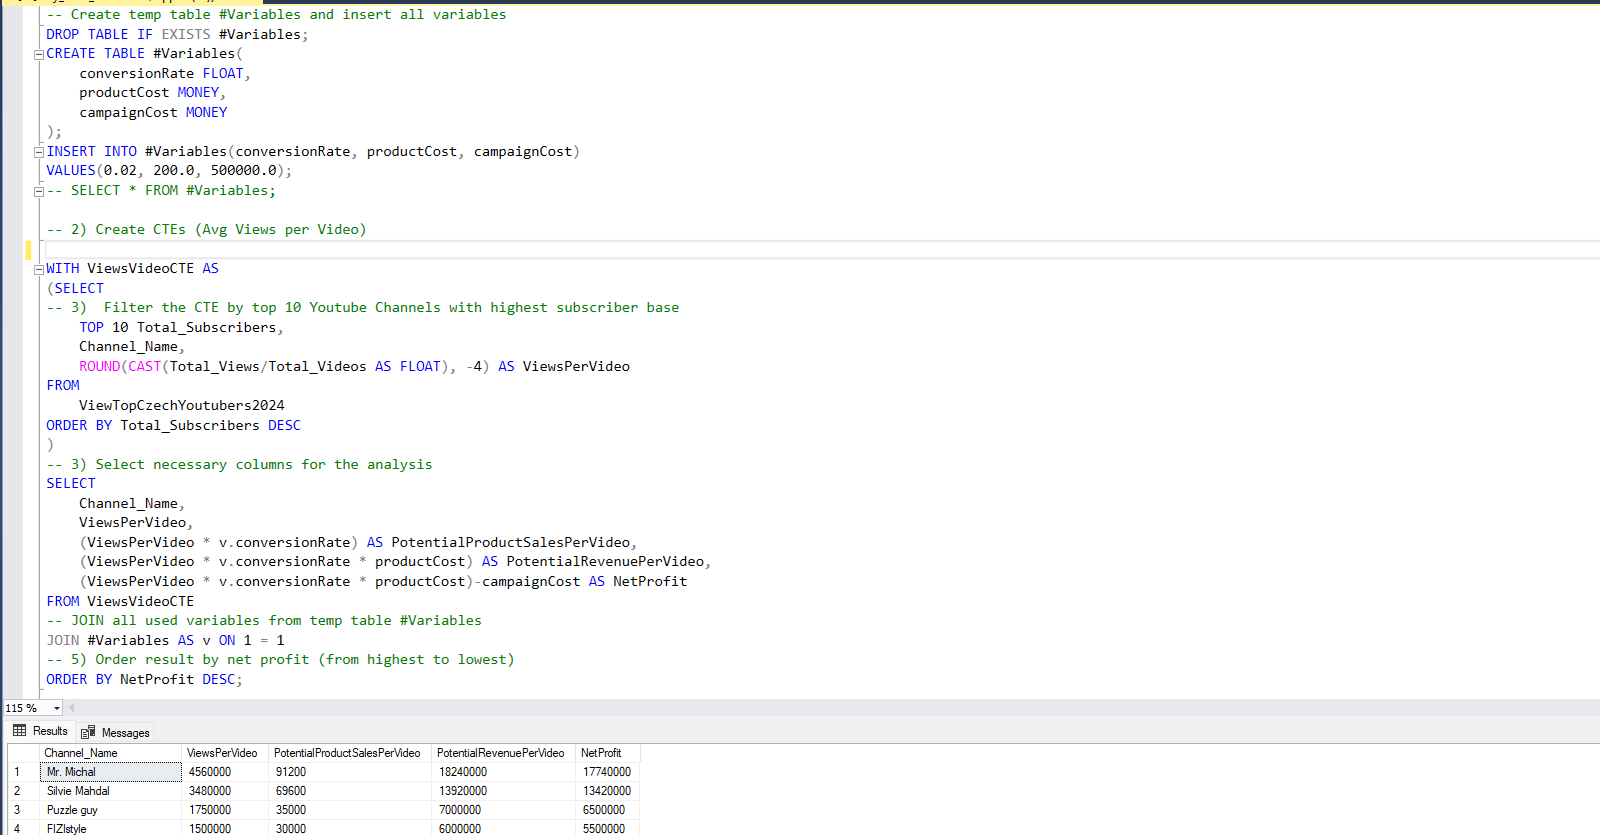 -- Create temp table #Variables and insert all variables
DROP TABLE IF EXISTS #Variables;
CREATE TABLE #Variables(
conversionRate FLOAT,
productCost MONEY,
campaignCost MONEY
);
INSERT INTO #Variables(conversionRate, productCost, campaignCost)
VALUES(0.02, 200.0, 500000.0);
-- SELECT * FROM #Variables;
-- 2) Create CTEs (Avg Views per Video)
WITH ViewsVideoCTE AS
(SELECT
-- 3)  Filter the CTE by top 10 Youtube Channels with highest subscriber base
TOP 10 Total_Subscribers,
Channel_Name,
ROUND(CAST(Total_Views/Total_Videos AS FLOAT), -4) AS ViewsPerVideo
FROM
ViewTopCzechYoutubers2024
ORDER BY Total_Subscribers DESC
)
-- 3) Select necessary columns for the analysis
SELECT
Channel_Name,
ViewsPerVideo,
(ViewsPerVideo * v.conversionRate) AS PotentialProductSalesPerVideo,
(ViewsPerVideo * v.conversionRate * productCost) AS PotentialRevenuePerVideo,
(ViewsPerVideo * v.conversionRate * productCost)-campaignCost AS NetProfit
FROM ViewsVideoCTE
-- JOIN all used variables from temp table #Variables
JOIN #Variables AS v ON 1 = 1
-- 5) Order result by net profit (from highest to lowest)
ORDER BY NetProfit DESC;
115 %
Results Messages
Channel_Name ViewsPerVideo PotentialProductSalesPerVideo PotentialRevenuePerVideo NetProfit
1 Mr. Michal 4560000 91200 18240000 17740000
2 Silvie Mahdal 3480000 69600 13920000 13420000
3 Puzzle guy 1750000 35000 7000000 6500000
4 FIZIstyle 1500000 30000 6000000 5500000